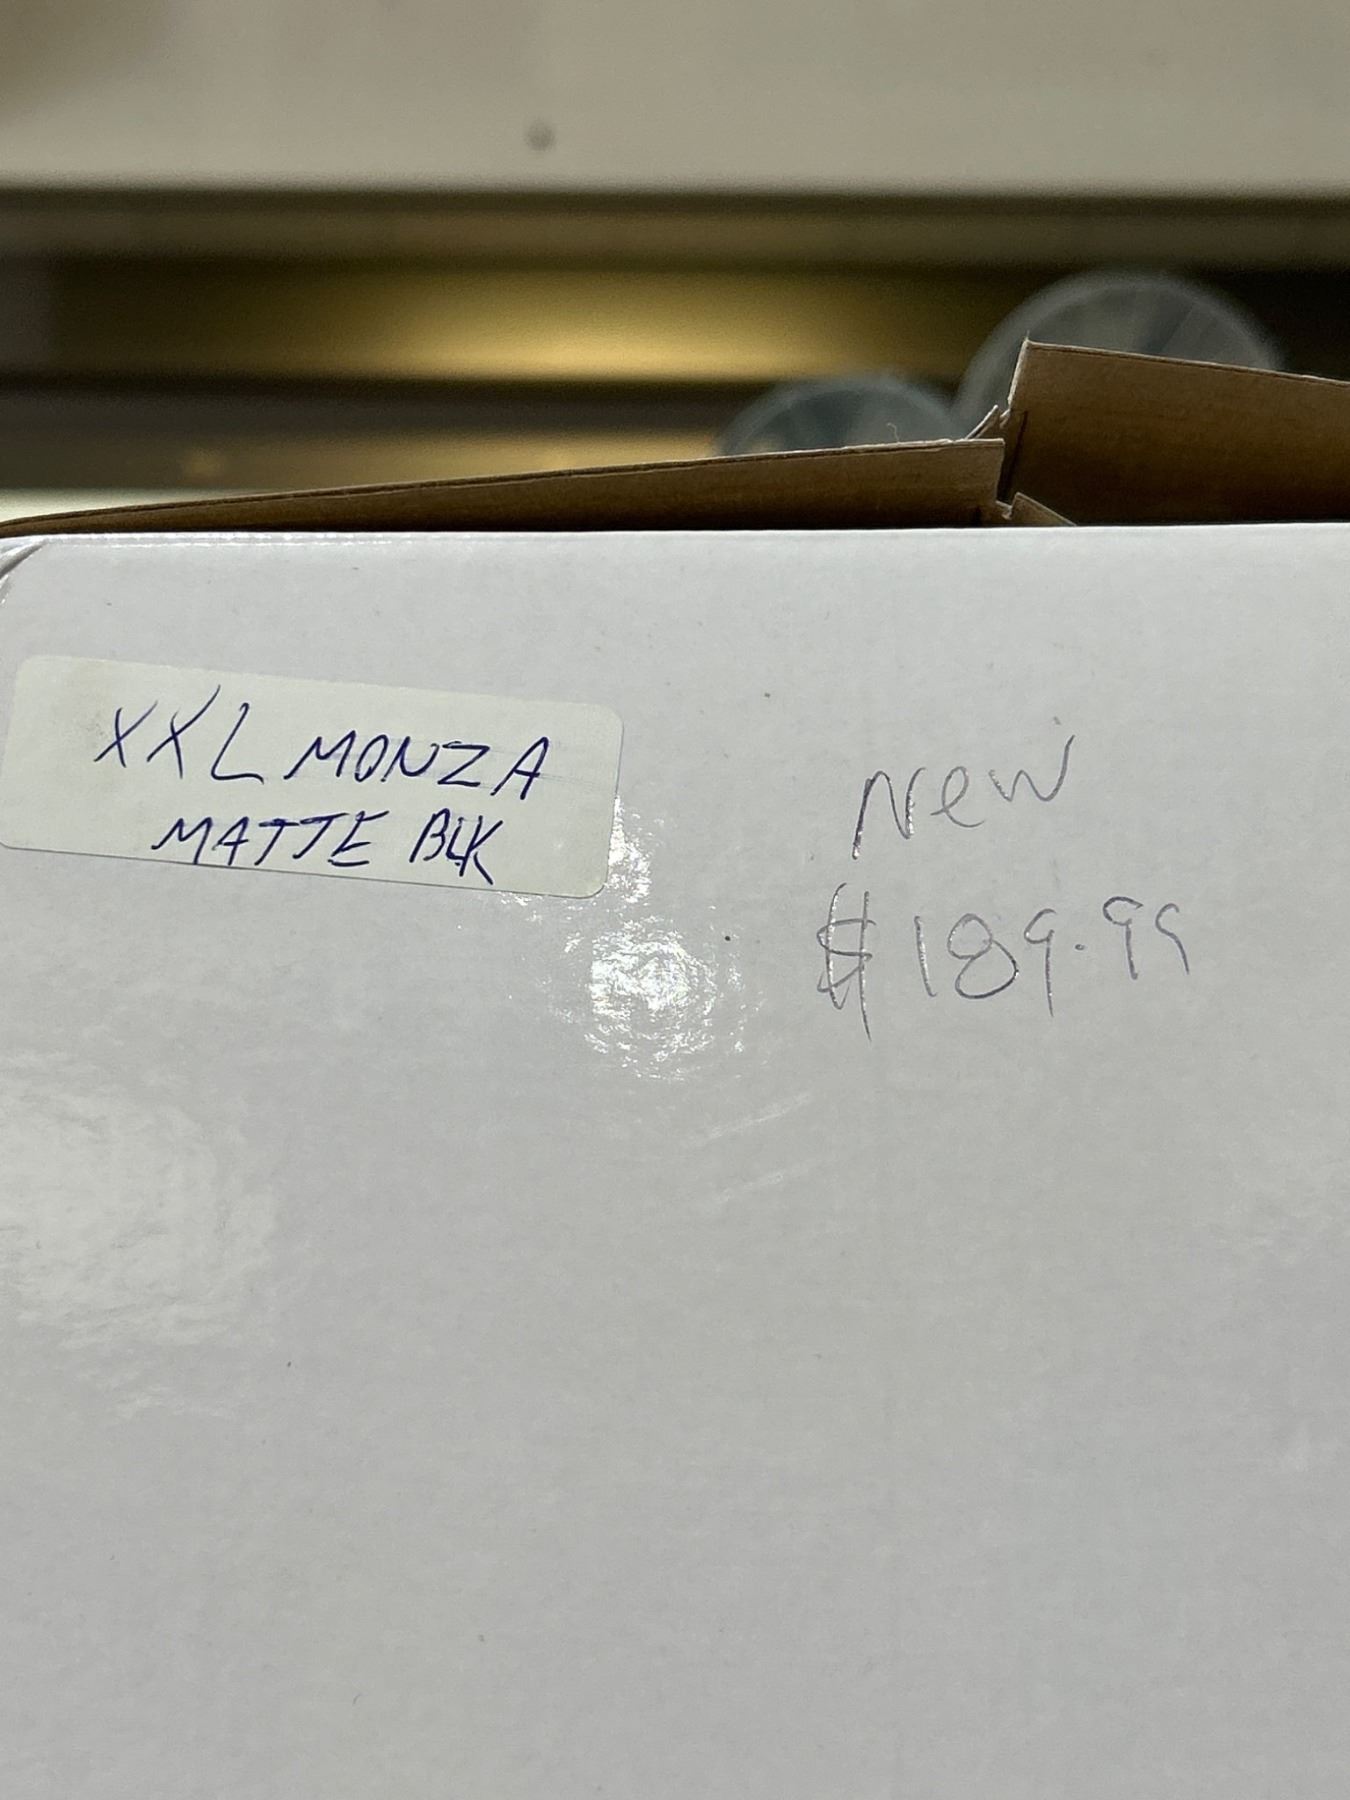 XXL MONZA
MATTE BLK
New
$189.99